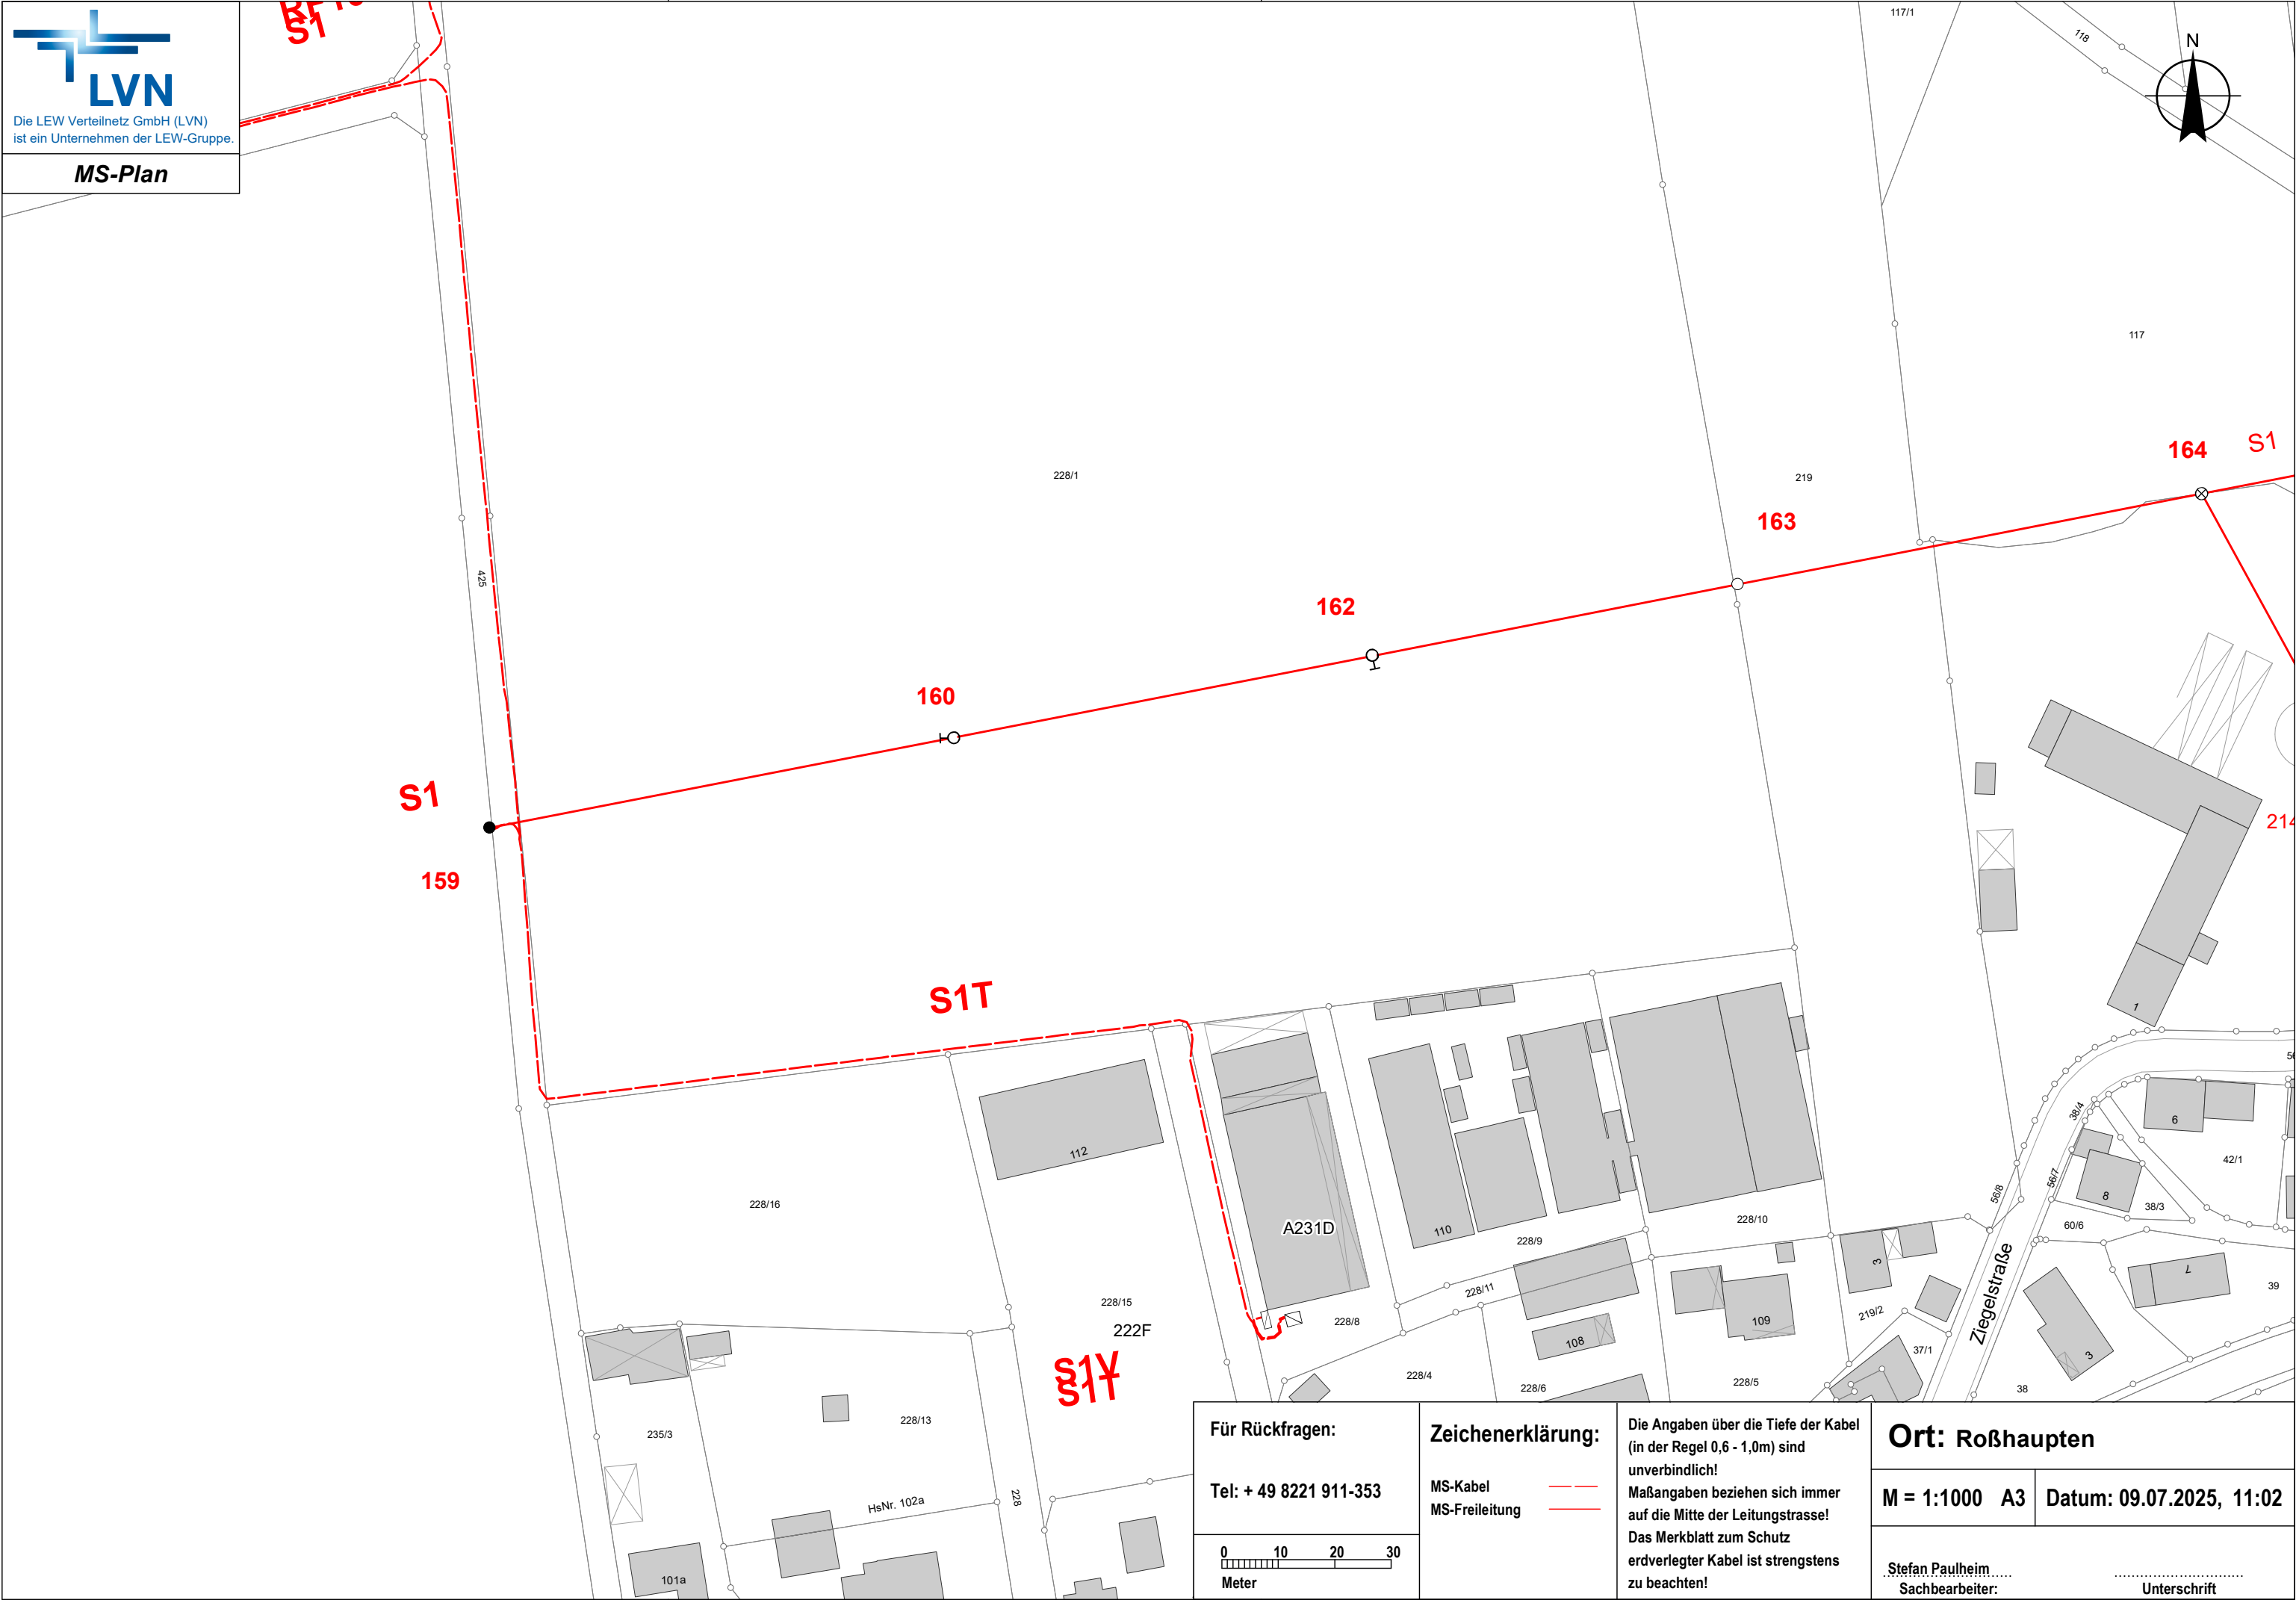 S1
LVN
Die LEW Verteilnetz GmbH (LVN)
ist ein Unternehmen der LEW-Gruppe.
MS-Plan
117/1
118
N
117
228/1
219
164
S1
163
162
160
425
S1
159
214
S1T
1
112
A231D
110
228/16
228/15
222F
S1V
S1T
228/8
228/9
228/10
228/11
228/4
228/6
228/5
108
109
3
219/2
37/1
Ziegelstraße
56/8
56/7
38/4
6
8
42/1
38/3
60/6
7
39
3
38
235/3
228/13
HsNr. 102a
228
101a
Für Rückfragen:
Tel: + 49 8221 911-353
0 10 20 30
Meter
Zeichenerklärung:
MS-Kabel
MS-Freileitung
Die Angaben über die Tiefe der Kabel
(in der Regel 0,6 - 1,0m) sind
unverbindlich!
Maßangaben beziehen sich immer
auf die Mitte der Leitungstrasse!
Das Merkblatt zum Schutz
erdverlegter Kabel ist strengstens
zu beachten!
Ort: Roßhaupten
M = 1:1000 A3
Datum: 09.07.2025, 11:02
Stefan Paulheim
Sachbearbeiter:
Unterschrift